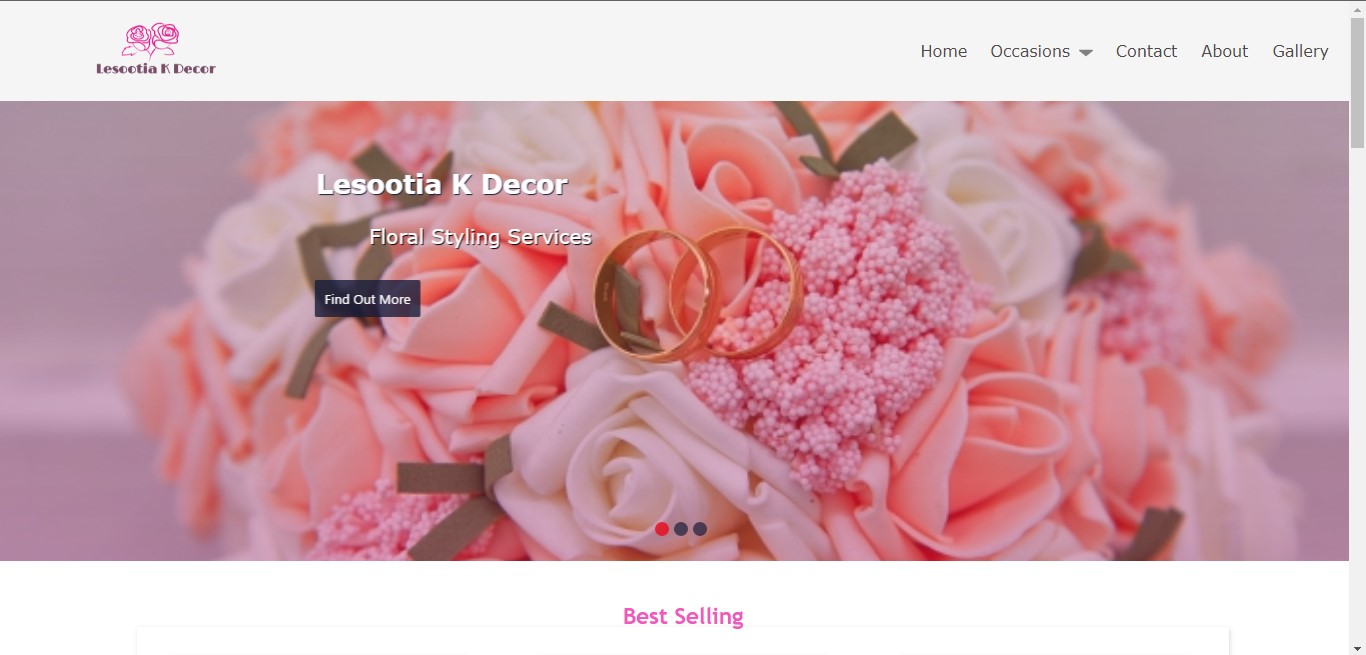 Lesootia K Decor
Home Occasions Contact About Gallery
Lesootia K Decor
Floral Styling Services
Find Out More
Best Selling